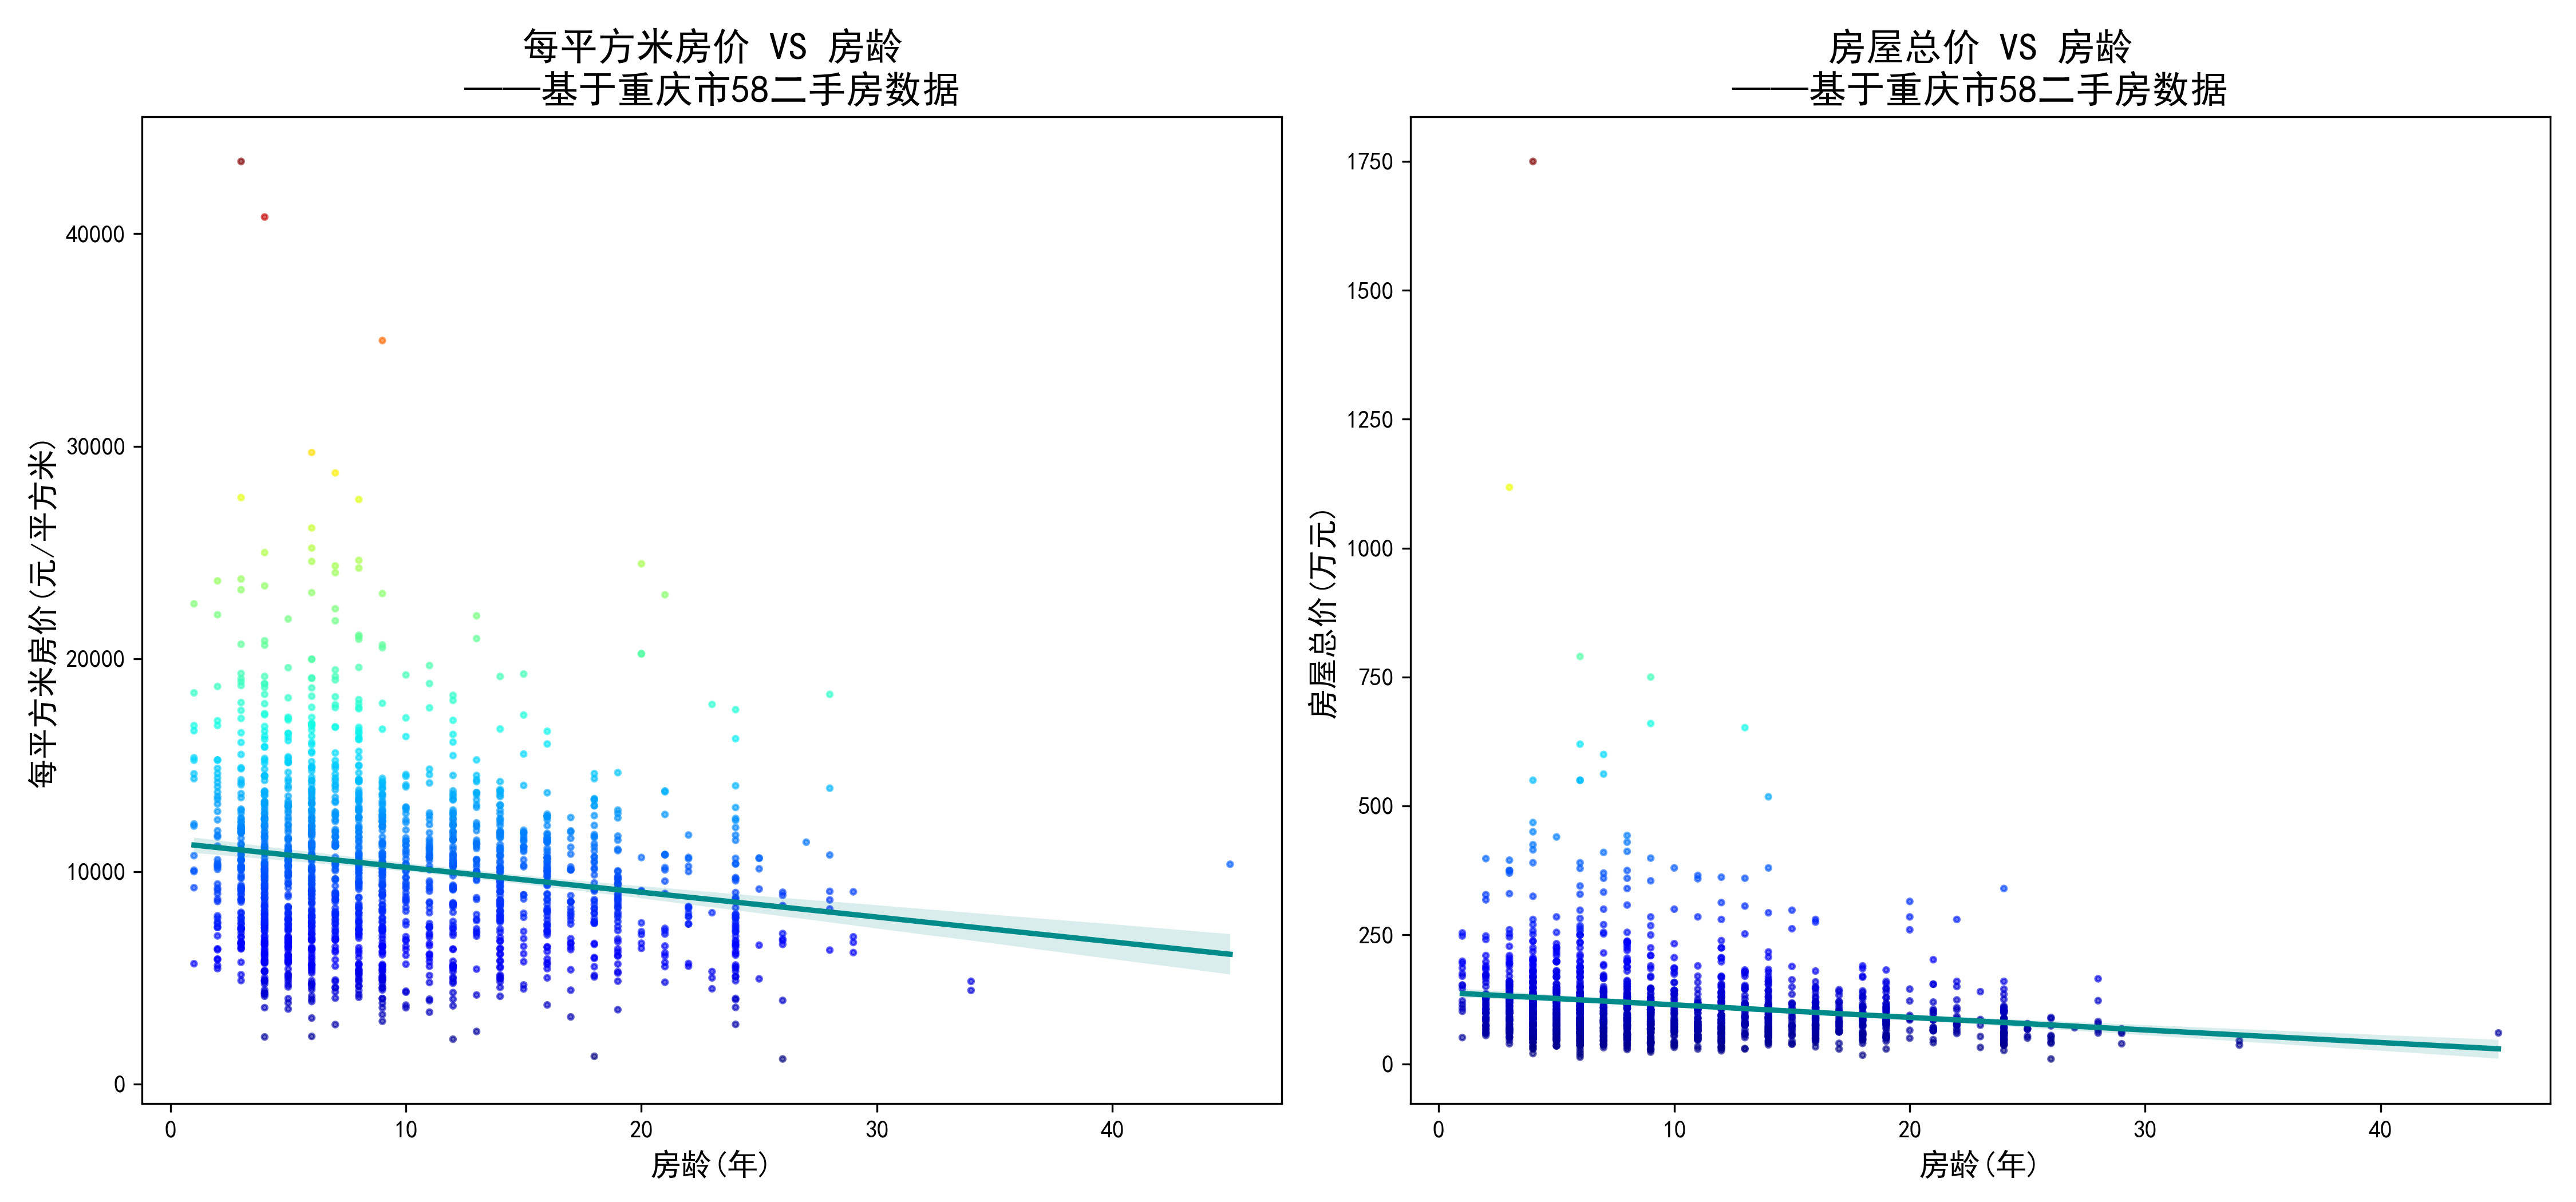 每平方米房价 VS 房龄
——基于重庆市58二手房数据
每平方米房价(元/平方米)
40000
30000
20000
10000
0
0 10 20 30 40
房龄(年)
房屋总价 VS 房龄
——基于重庆市58二手房数据
房屋总价(万元)
1750
1500
1250
1000
750
500
250
0
0 10 20 30 40
房龄(年)